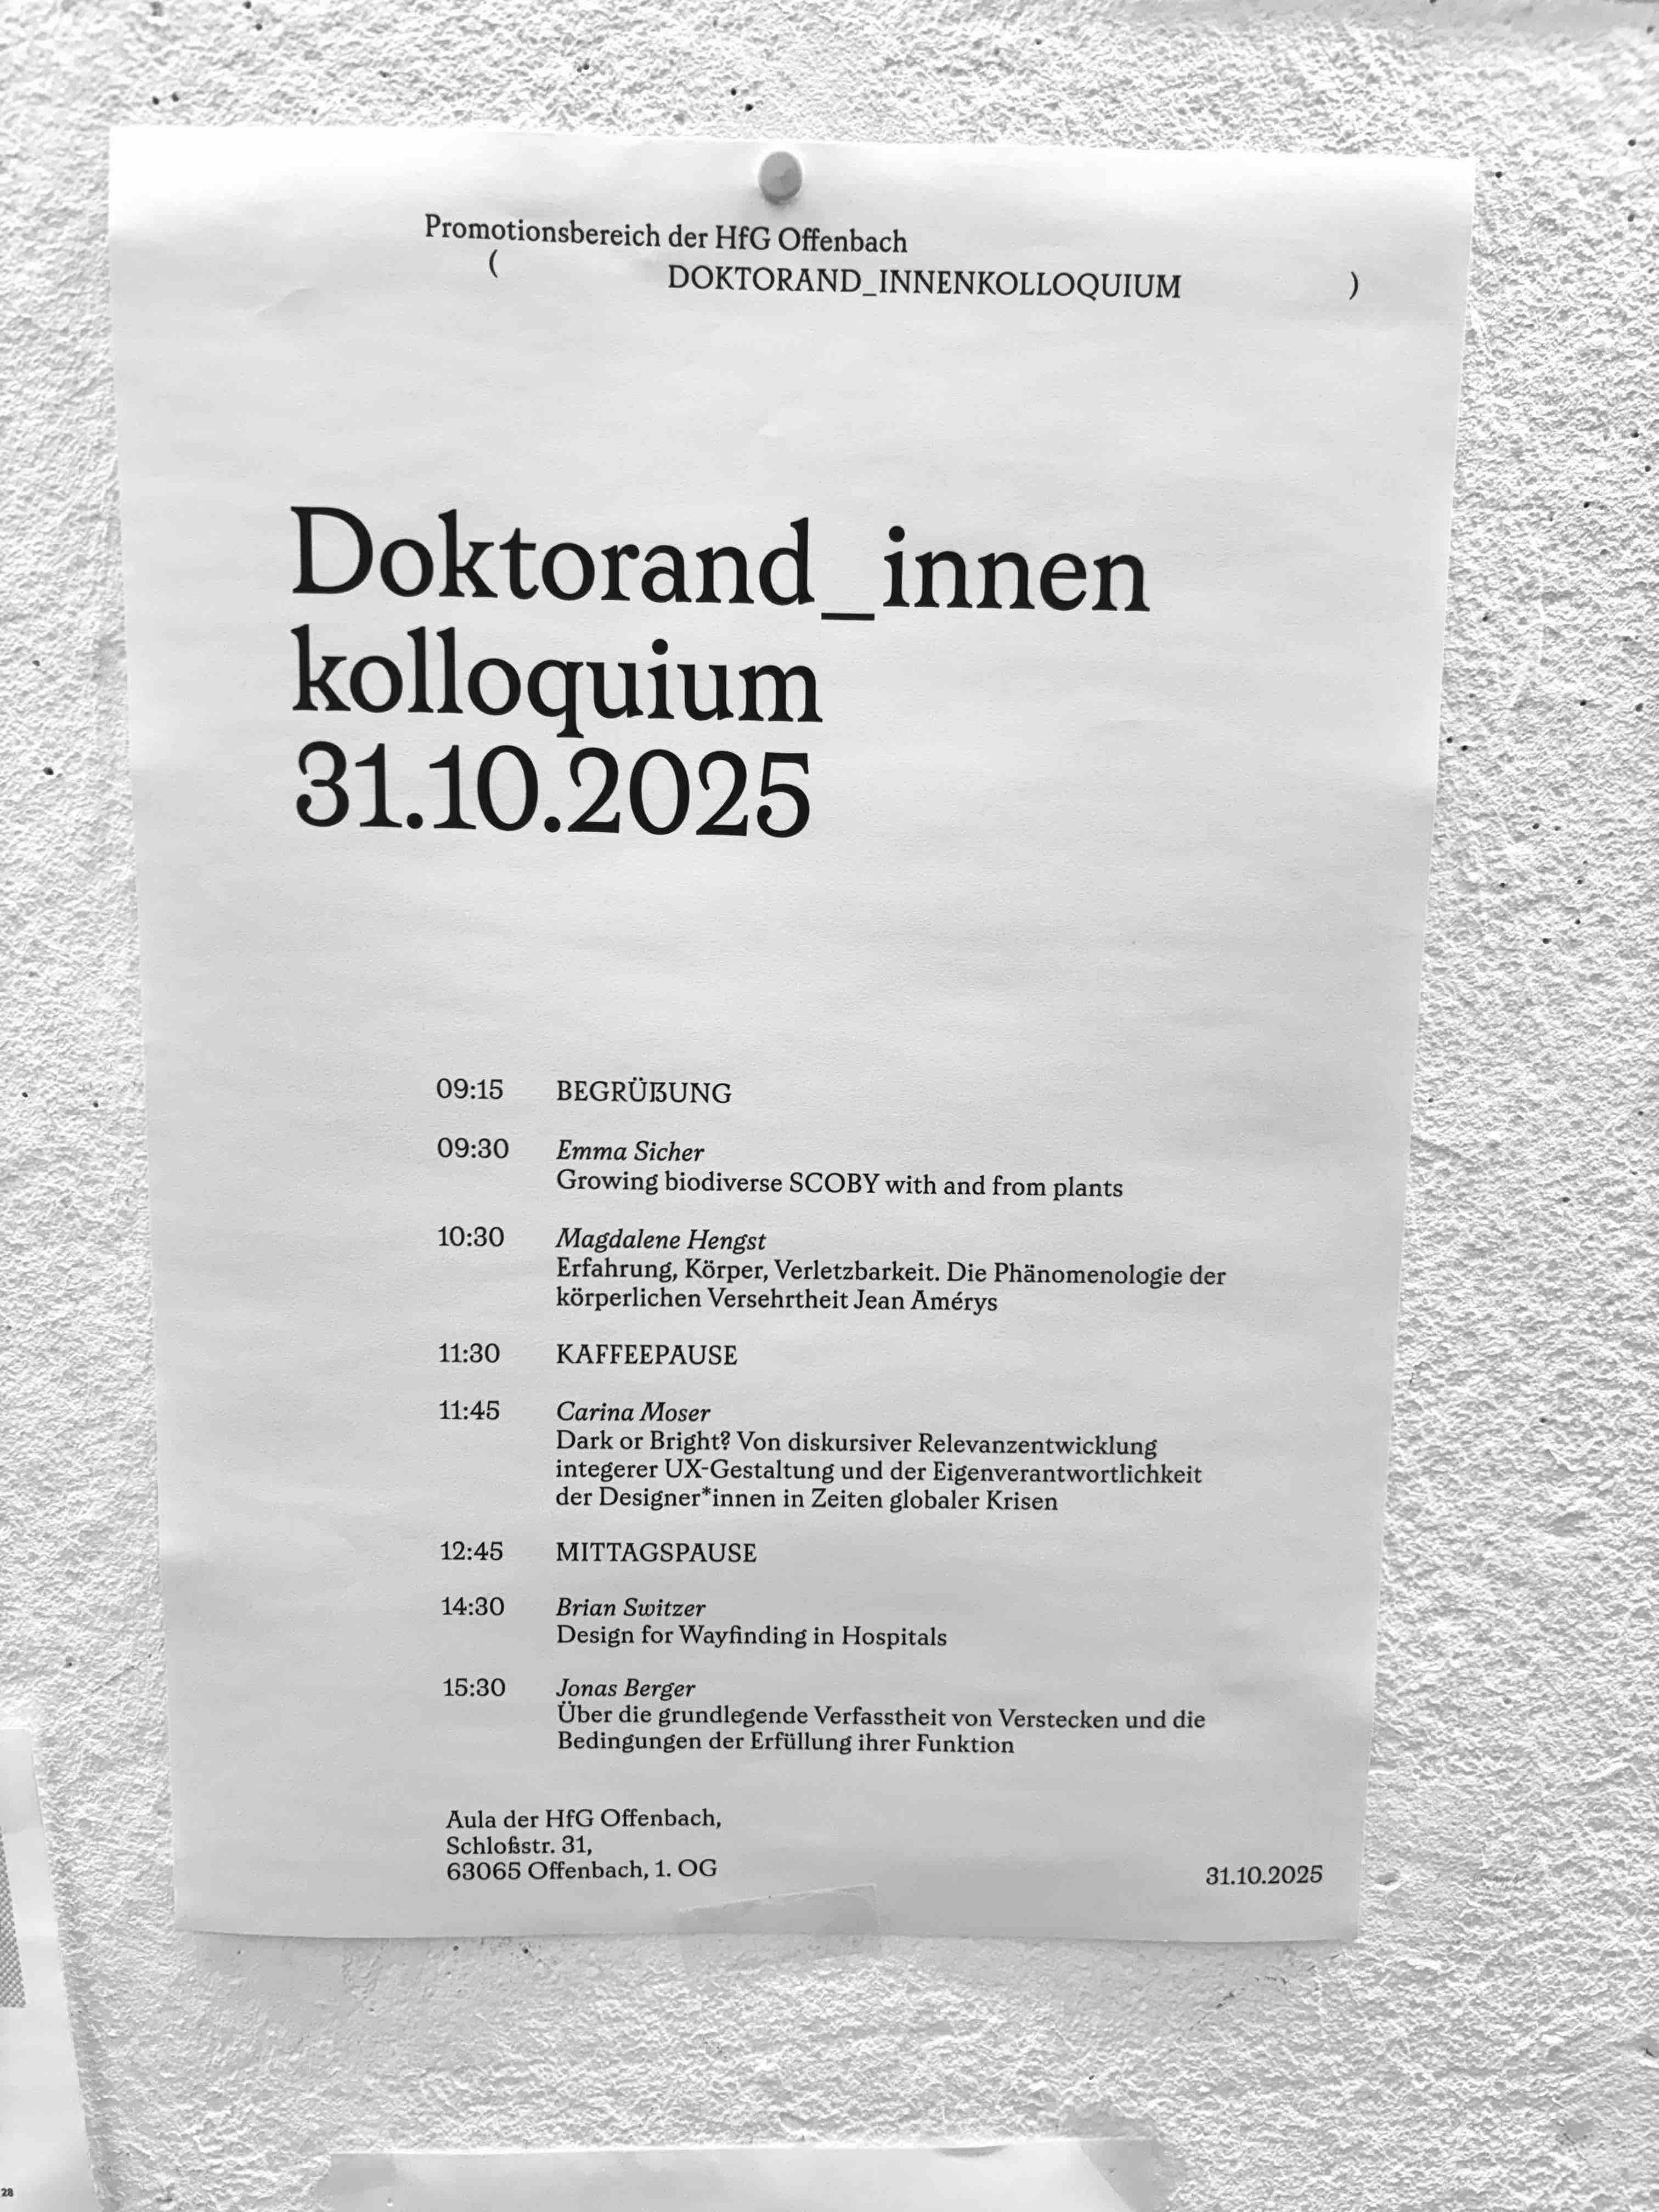 Promotionsbereich der HfG Offenbach
( DOKTORAND_INNENKOLLOQUIUM )
Doktorand_innen
kolloquium
31.10.2025
09:15 BEGRÜẞUNG
09:30 Emma Sicher
Growing biodiverse SCOBY with and from plants
10:30 Magdalene Hengst
Erfahrung, Körper, Verletzbarkeit. Die Phänomenologie der
körperlichen Versehrtheit Jean Amérys
11:30 KAFFEEPAUSE
11:45 Carina Moser
Dark or Bright? Von diskursiver Relevanzentwicklung
integerer UX-Gestaltung und der Eigenverantwortlichkeit
der Designer*innen in Zeiten globaler Krisen
12:45 MITTAGSPAUSE
14:30 Brian Switzer
Design for Wayfinding in Hospitals
15:30 Jonas Berger
Über die grundlegende Verfasstheit von Verstecken und die
Bedingungen der Erfüllung ihrer Funktion
Aula der HfG Offenbach,
Schloßstr. 31,
63065 Offenbach, 1. OG
31.10.2025
28